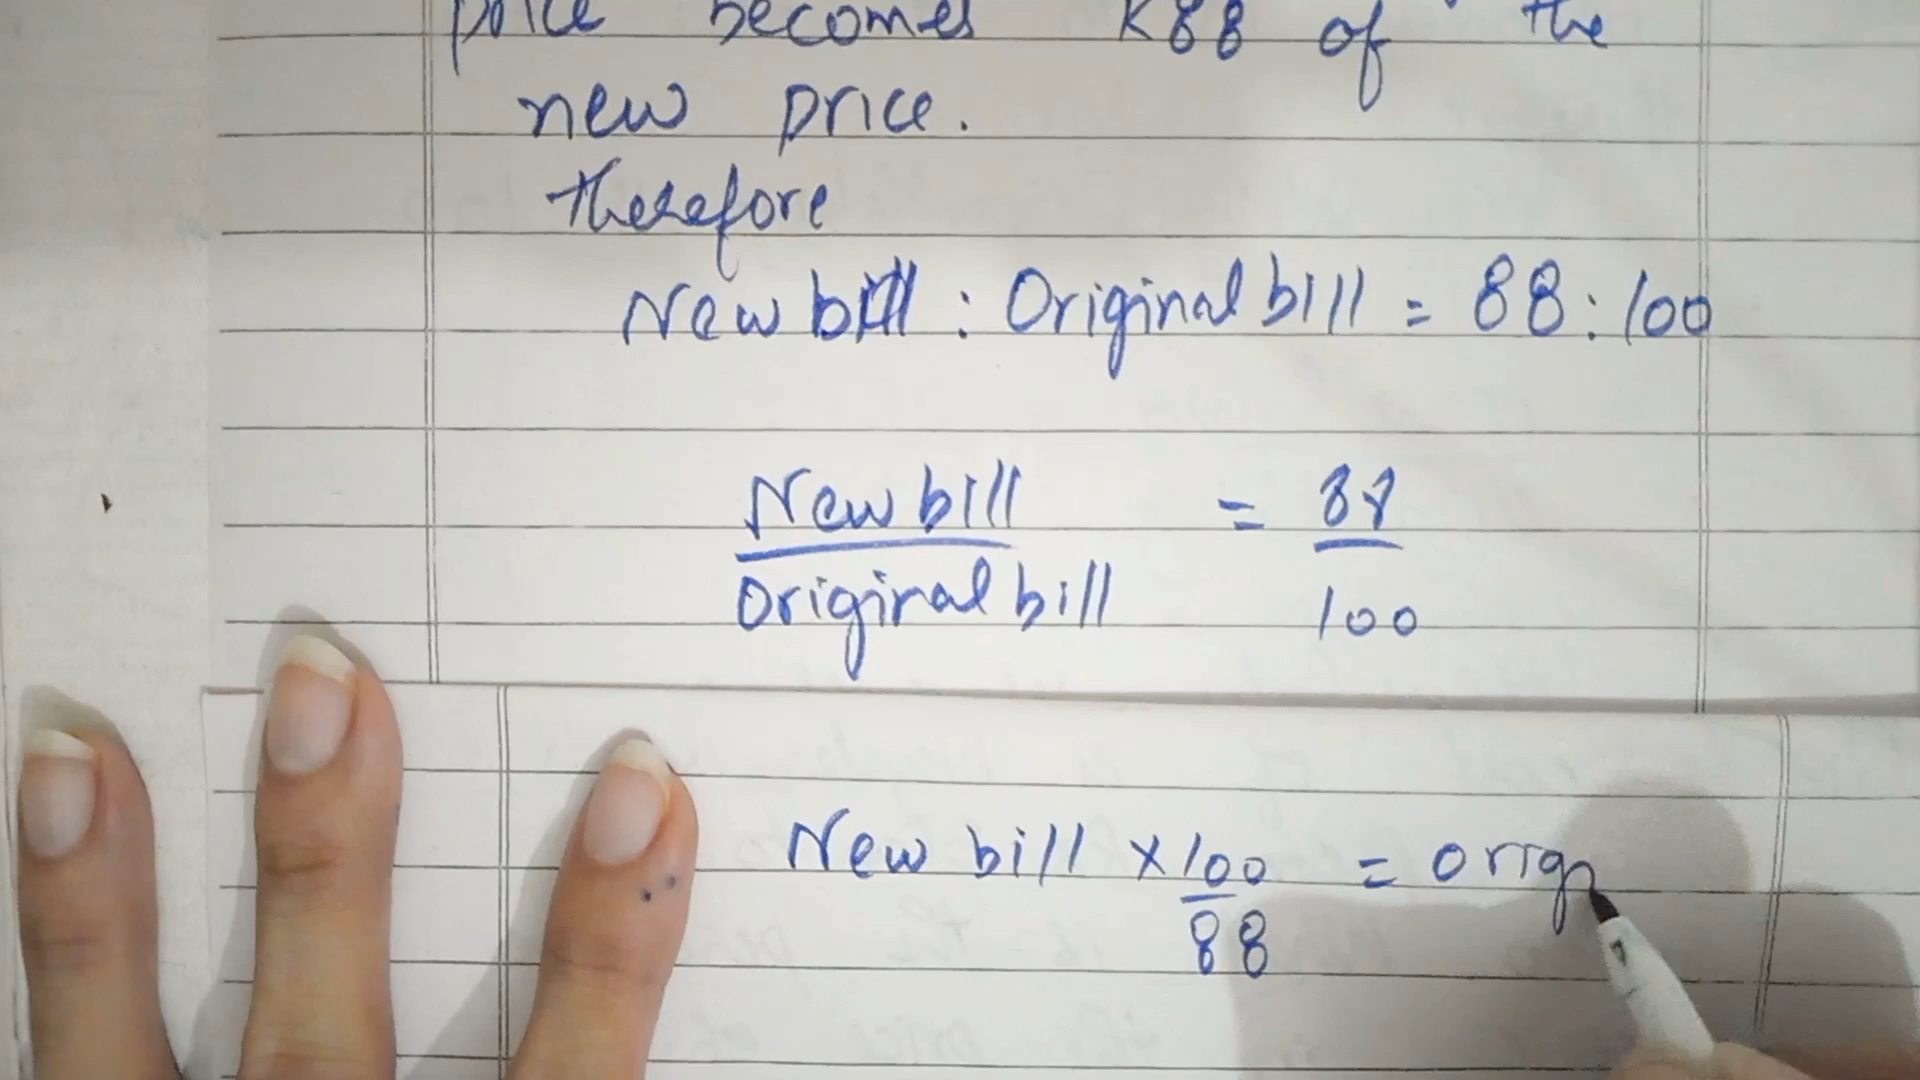 price becomes K88 of the
new price.
therefore
New bill : Original bill = 88:100
New bill = 88
Original bill 100
New bill × 100 = orig
88